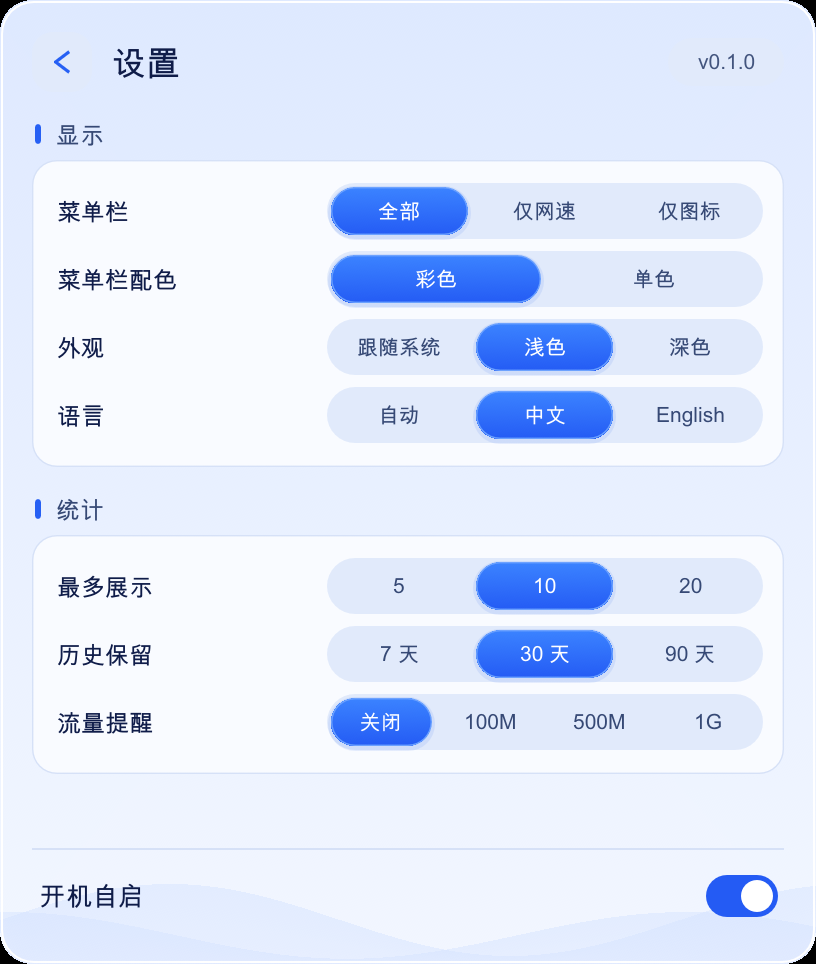 设置 v0.1.0
显示
菜单栏 全部 仅网速 仅图标
菜单栏配色 彩色 单色
外观 跟随系统 浅色 深色
语言 自动 中文 English
统计
最多展示 5 10 20
历史保留 7 天 30 天 90 天
流量提醒 关闭 100M 500M 1G
开机自启